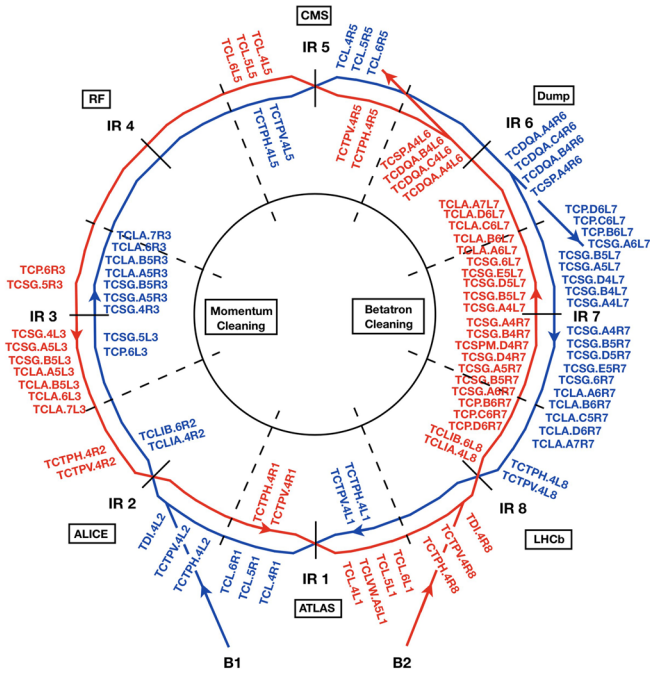 CMS
IR 5
TCL.6L5
TCL.5L5
TCL.4L5
TCL.4R5
TCL.5R5
TCL.6R5
TCTPH.4L5
TCTPV.4L5
TCTPV.4R5
TCTPH.4R5
RF
IR 4
Dump
IR 6
TCSP.A4L6
TCDQA.B4L6
TCDQA.C4L6
TCDQA.A4L6
TCDQA.A4R6
TCDQA.C4R6
TCDQA.B4R6
TCSP.A4R6
TCLA.A7L7
TCLA.D6L7
TCLA.C6L7
TCLA.B6L7
TCLA.A6L7
TCSG.6L7
TCSG.E5L7
TCSG.D5L7
TCSG.B5L7
TCSG.A4L7
TCP.D6L7
TCP.C6L7
TCP.B6L7
TCSG.A6L7
TCSG.B5L7
TCSG.A5L7
TCSG.D4L7
TCSG.B4L7
TCSG.A4L7
TCLA.7R3
TCLA.6R3
TCLA.B5R3
TCLA.A5R3
TCSG.B5R3
TCSG.A5R3
TCSG.4R3
TCP.6R3
TCSG.5R3
IR 3
Momentum
Cleaning
Betatron
Cleaning
IR 7
TCSG.5L3
TCP.6L3
TCSG.4L3
TCSG.A5L3
TCSG.B5L3
TCLA.A5L3
TCLA.B5L3
TCLA.6L3
TCLA.7L3
TCSG.A4R7
TCSG.B4R7
TCSPM.D4R7
TCSG.D4R7
TCSG.A5R7
TCSG.B5R7
TCSG.A6R7
TCP.B6R7
TCP.C6R7
TCP.D6R7
TCSG.A4R7
TCSG.B5R7
TCSG.D5R7
TCSG.E5R7
TCSG.6R7
TCLA.A6R7
TCLA.B6R7
TCLA.C5R7
TCLA.D6R7
TCLA.A7R7
TCLIB.6R2
TCLIA.4R2
TCTPH.4R2
TCTPV.4R2
TCLIB.6L8
TCLIA.4L8
TCTPH.4L8
TCTPV.4L8
IR 2
ALICE
IR 8
LHCb
TDI.4L2
TCTPV.4L2
TCTPH.4L2
TCTPH.4R1
TCTPV.4R1
TCTPH.4L1
TCTPV.4L1
TCL.6R1
TCL.5R1
TCL.4R1
IR 1
ATLAS
TCL.4L1
TCLVW.A5L1
TCL.5L1
TCL.6L1
TCTPH.4R8
TCTPV.4R8
TDI.4R8
B1
B2